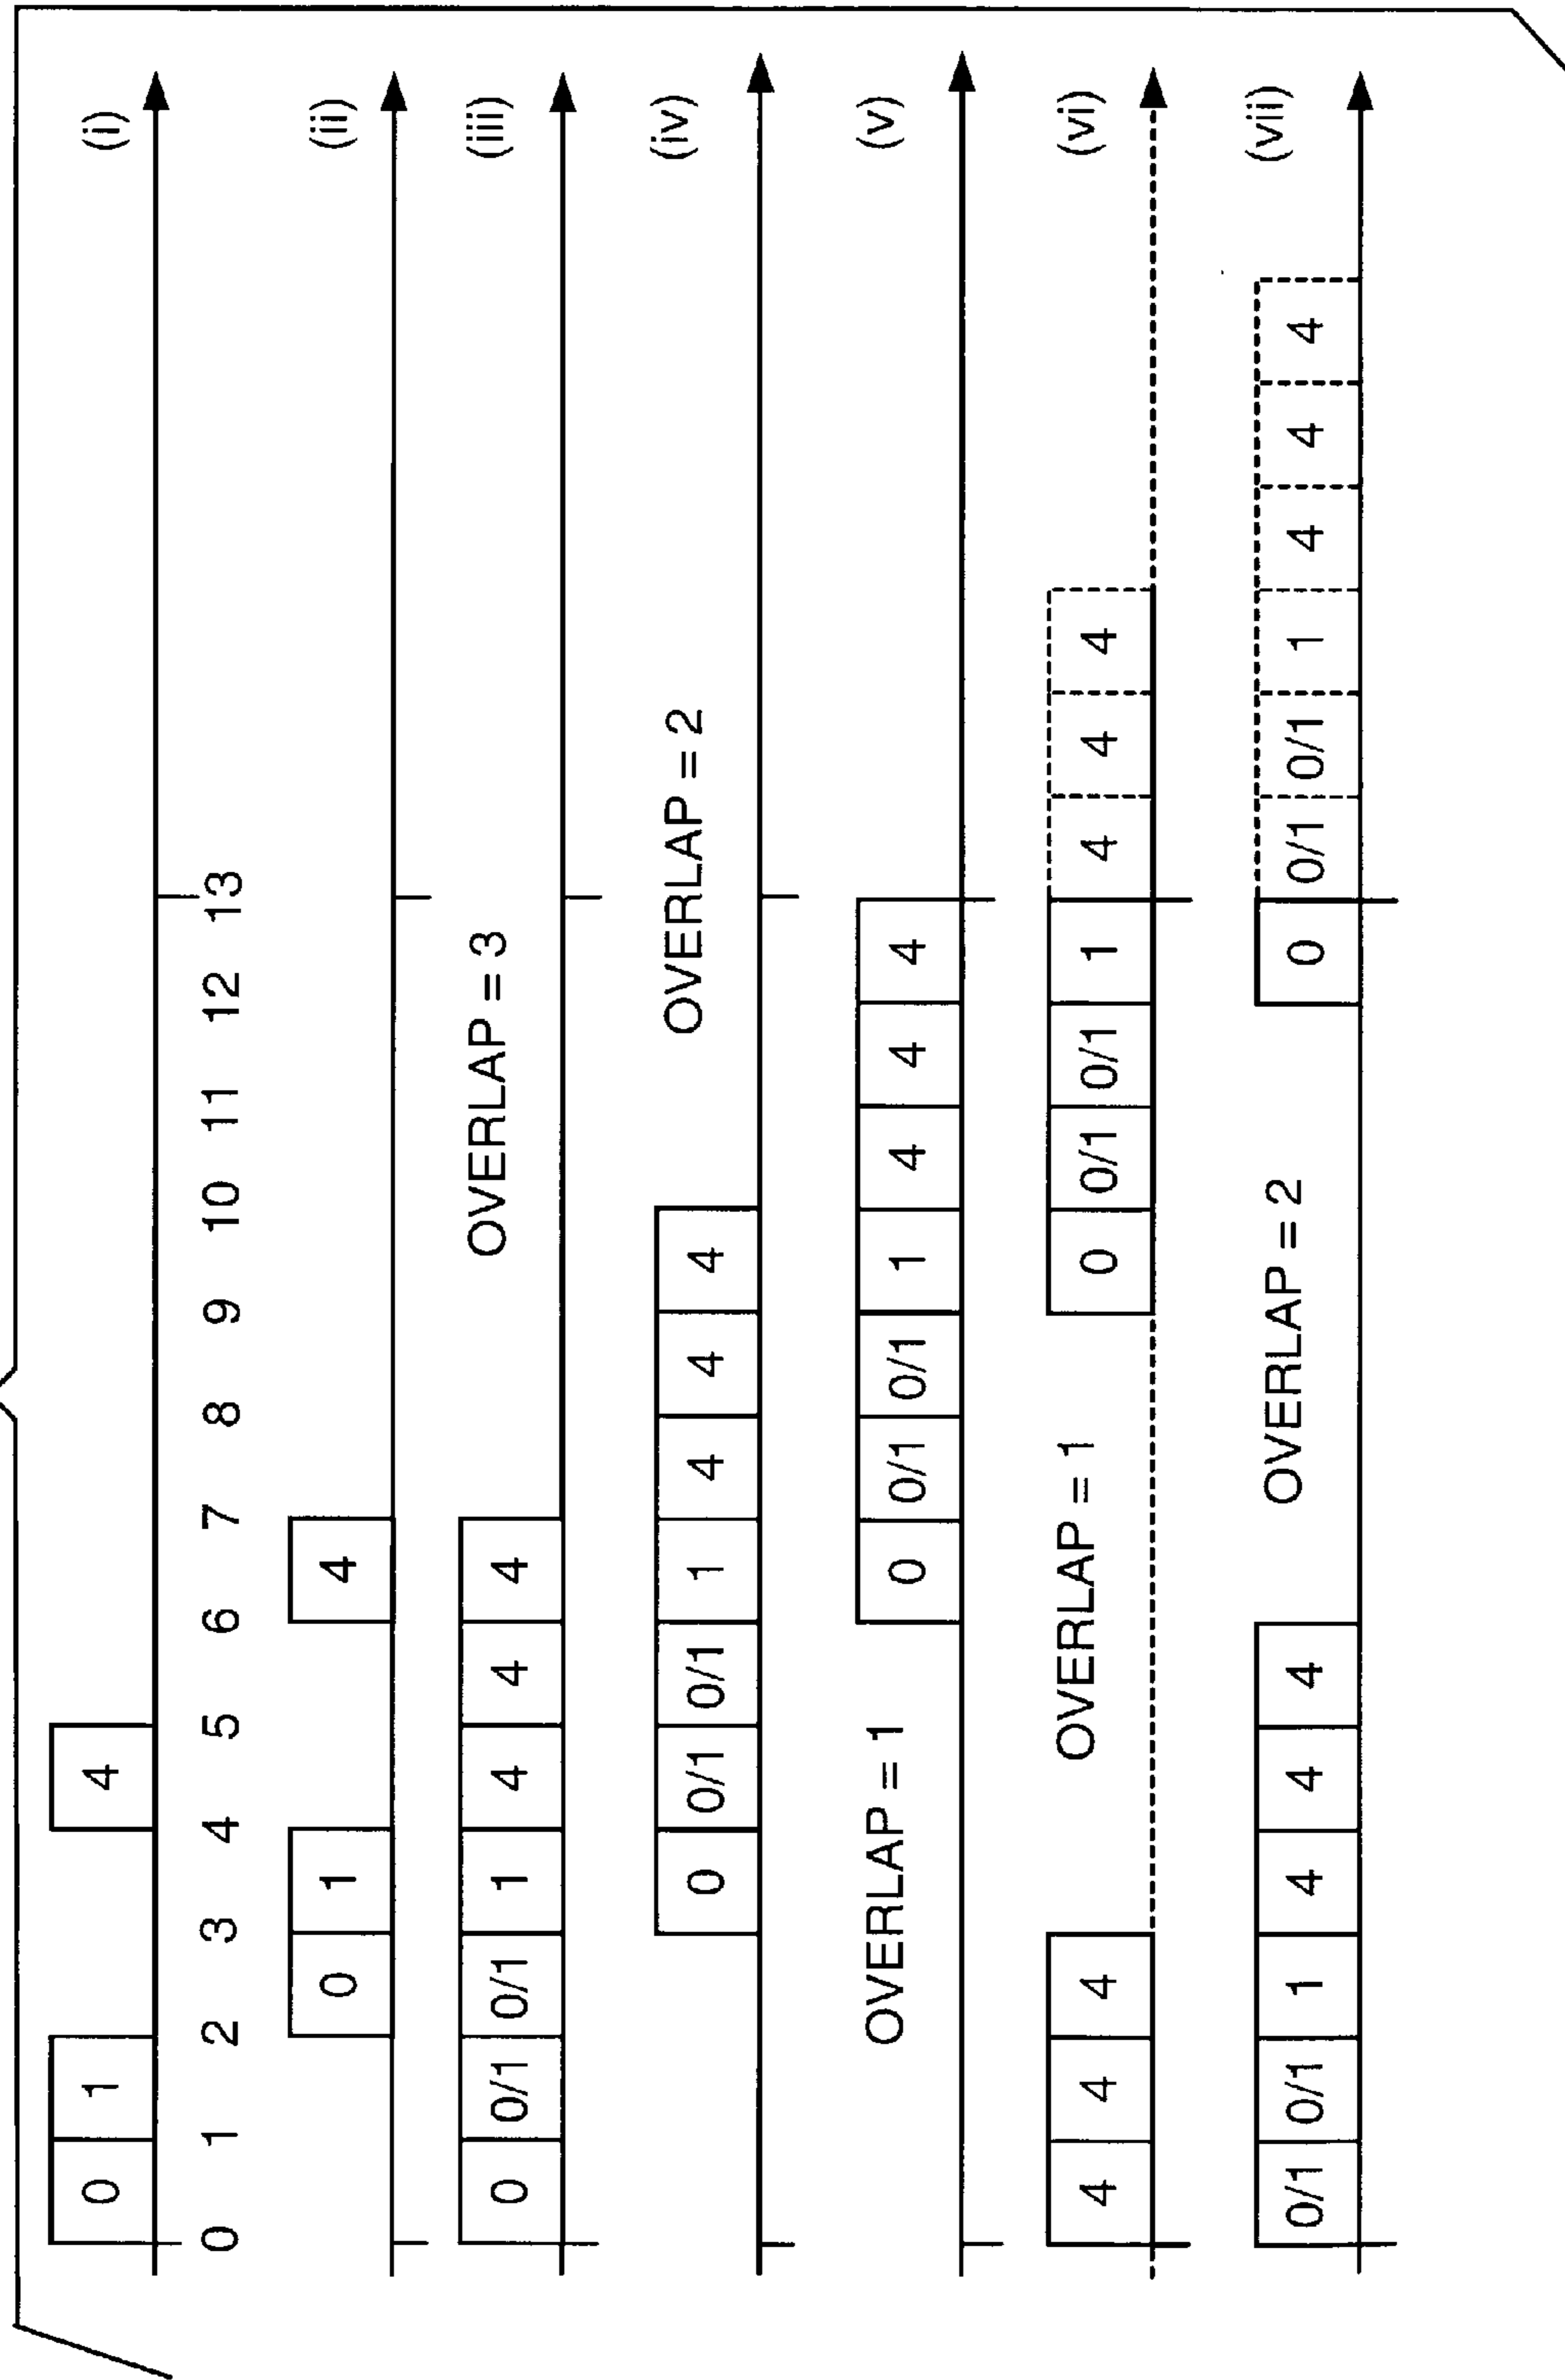 0 1 4 (i)
0 1 2 3 4 5 6 7 8 9 10 11 12 13
0 1 4 (ii)
0 0/1 0/1 1 4 4 4 OVERLAP = 3 (iii)
0 0/1 0/1 1 4 4 4 OVERLAP = 2 (iv)
OVERLAP = 1 0 0/1 0/1 1 4 4 4 (v)
4 4 4 OVERLAP = 1 0 0/1 0/1 1 4 4 4 (vi)
0/1 0/1 1 4 4 4 OVERLAP = 2 0 0/1 0/1 1 4 4 4 (vii)